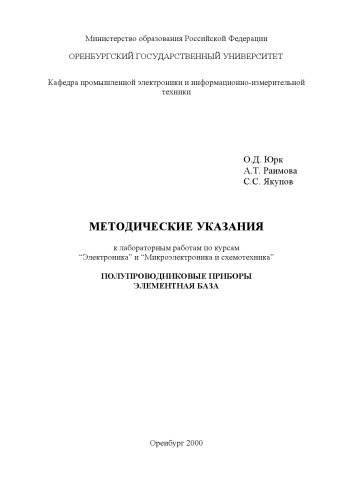 Министерство образования Российской Федерации
ОРЕНБУРГСКИЙ ГОСУДАРСТВЕННЫЙ УНИВЕРСИТЕТ
Кафедра промышленной электроники и информационно-измерительной
техники
О.Д. Юрк
А.Т. Раимова
С.С. Якупов
МЕТОДИЧЕСКИЕ УКАЗАНИЯ
к лабораторным работам по курсам
“Электроника” и “Микроэлектроника и схемотехника”
ПОЛУПРОВОДНИКОВЫЕ ПРИБОРЫ
ЭЛЕМЕНТНАЯ БАЗА
Оренбург 2000